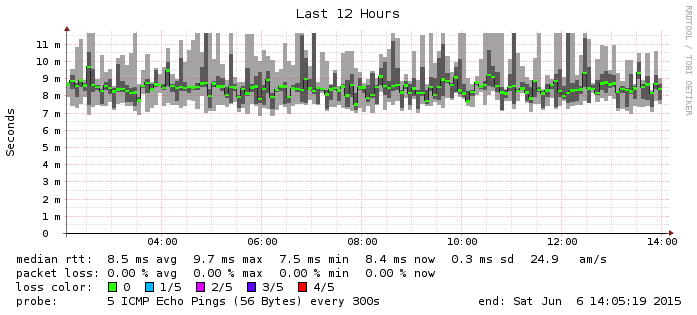 Last 12 Hours
RRDTOOL / TOBI OETIKER
Seconds
11 m
10 m
9 m
8 m
7 m
6 m
5 m
4 m
3 m
2 m
1 m
0
04:00 06:00 08:00 10:00 12:00 14:00
median rtt: 8.5 ms avg 9.7 ms max 7.5 ms min 8.4 ms now 0.3 ms sd 24.9 am/s
packet loss: 0.00 % avg 0.00 % max 0.00 % min 0.00 % now
loss color: 0 1/5 2/5 3/5 4/5
probe: 5 ICMP Echo Pings (56 Bytes) every 300s end: Sat Jun 6 14:05:19 2015